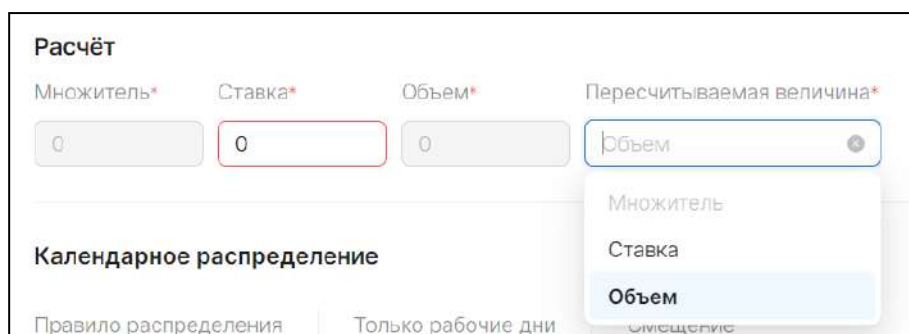 Расчёт
Множитель* Ставка* Объем* Пересчитываемая величина*
0 0 0 Объем
Множитель
Ставка
Календарное распределение
Объем
Правило распределения Только рабочие дни Смещение